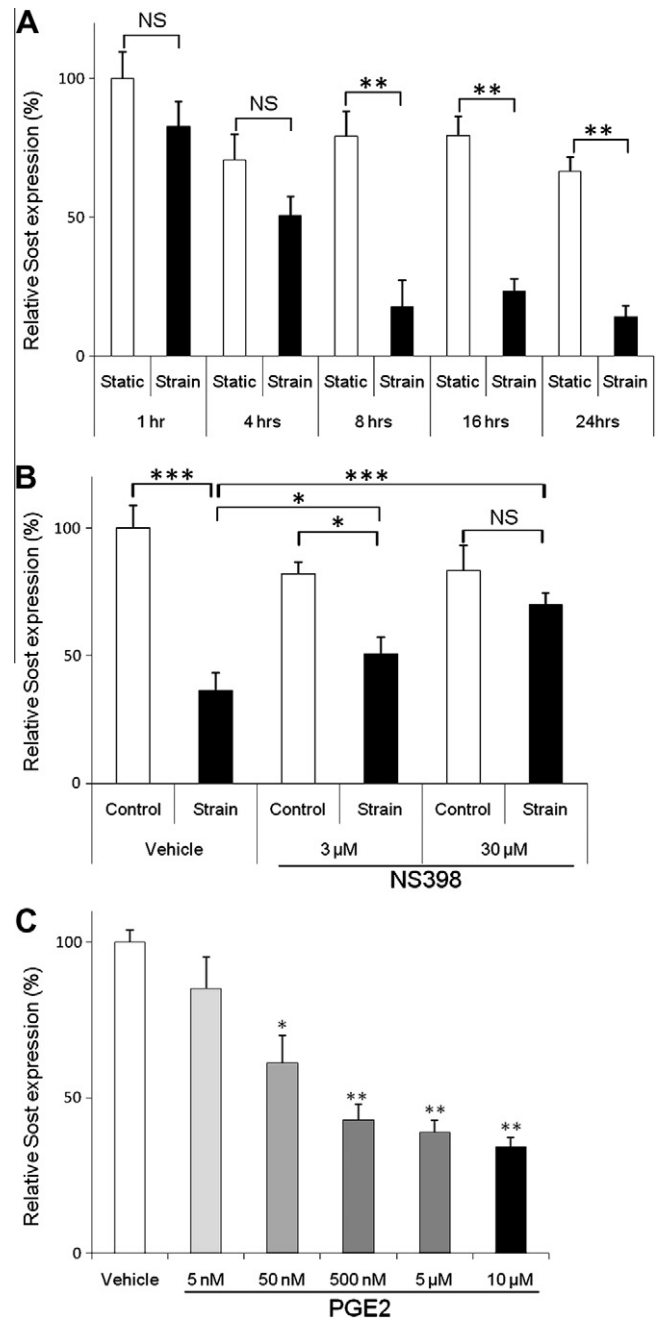 A
Relative Sost expression (%)
NS
NS
**
**
**
100
50
0
Static Strain Static Strain Static Strain Static Strain Static Strain
1 hr 4 hrs 8 hrs 16 hrs 24hrs
B
Relative Sost expression (%)
***
***
*
*
NS
100
50
0
Control Strain Control Strain Control Strain
Vehicle 3 µM 30 µM
NS398
C
Relative Sost expression (%)
100
50
0
*
**
**
**
Vehicle 5 nM 50 nM 500 nM 5 µM 10 µM
PGE2